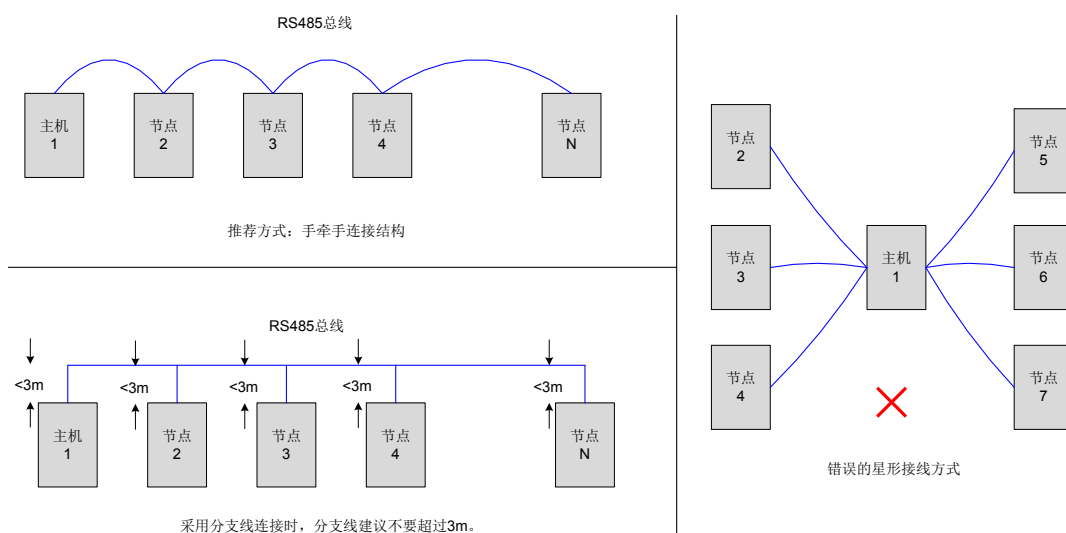 RS485总线
主机
1
节点
2
节点
3
节点
4
节点
N
推荐方式：手牵手连接结构
RS485总线
<3m
<3m
<3m
<3m
<3m
主机
1
节点
2
节点
3
节点
4
节点
N
采用分支线连接时，分支线建议不要超过3m。
节点
2
节点
3
节点
4
主机
1
节点
5
节点
6
节点
7
错误的星形接线方式